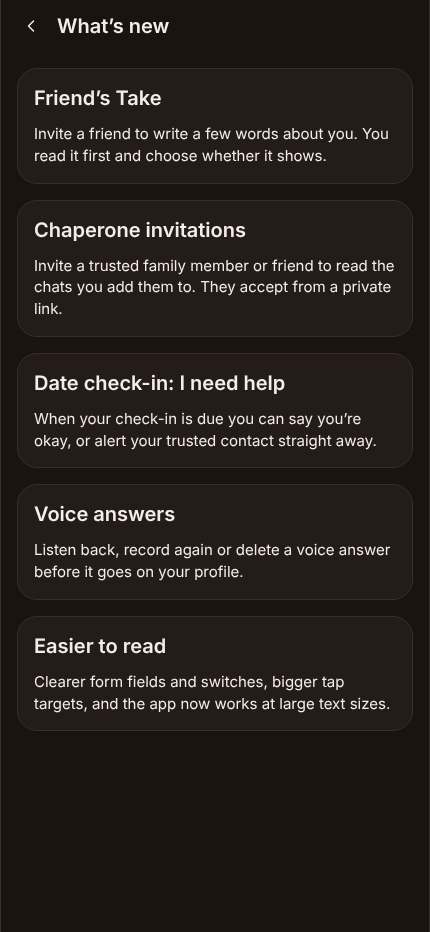 What’s new
Friend’s Take
Invite a friend to write a few words about you. You
read it first and choose whether it shows.
Chaperone invitations
Invite a trusted family member or friend to read the
chats you add them to. They accept from a private
link.
Date check-in: I need help
When your check-in is due you can say you’re
okay, or alert your trusted contact straight away.
Voice answers
Listen back, record again or delete a voice answer
before it goes on your profile.
Easier to read
Clearer form fields and switches, bigger tap
targets, and the app now works at large text sizes.